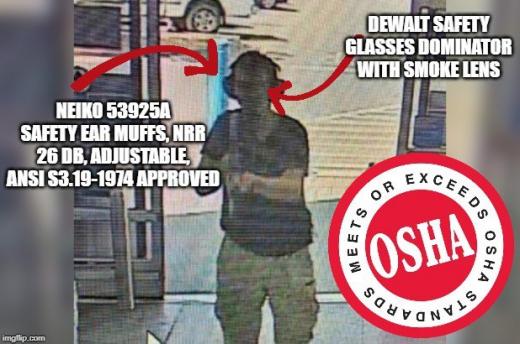 DEWALT SAFETY
GLASSES DOMINATOR
WITH SMOKE LENS
NEIKO 53925A
SAFETY EAR MUFFS, NRR
26 DB, ADJUSTABLE,
ANSI S3.19-1974 APPROVED
MEETS OR EXCEEDS OSHA STANDARDS
OSHA
imgflip.com